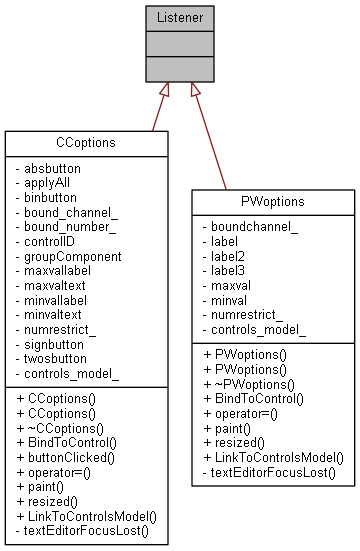 Listener
CCoptions
- absbutton
- applyAll
- binbutton
- bound_channel_
- bound_number_
- controlID
- groupComponent
- maxvallabel
- maxvaltext
- minvallabel
- minvaltext
- numrestrict_
- signbutton
- twosbutton
- controls_model_
+ CCoptions()
+ CCoptions()
+ ~CCoptions()
+ BindToControl()
+ buttonClicked()
+ operator=()
+ paint()
+ resized()
+ LinkToControlsModel()
- textEditorFocusLost()
PWoptions
- boundchannel_
- label
- label2
- label3
- maxval
- minval
- numrestrict_
- controls_model_
+ PWoptions()
+ PWoptions()
+ ~PWoptions()
+ BindToControl()
+ operator=()
+ paint()
+ resized()
+ LinkToControlsModel()
- textEditorFocusLost()